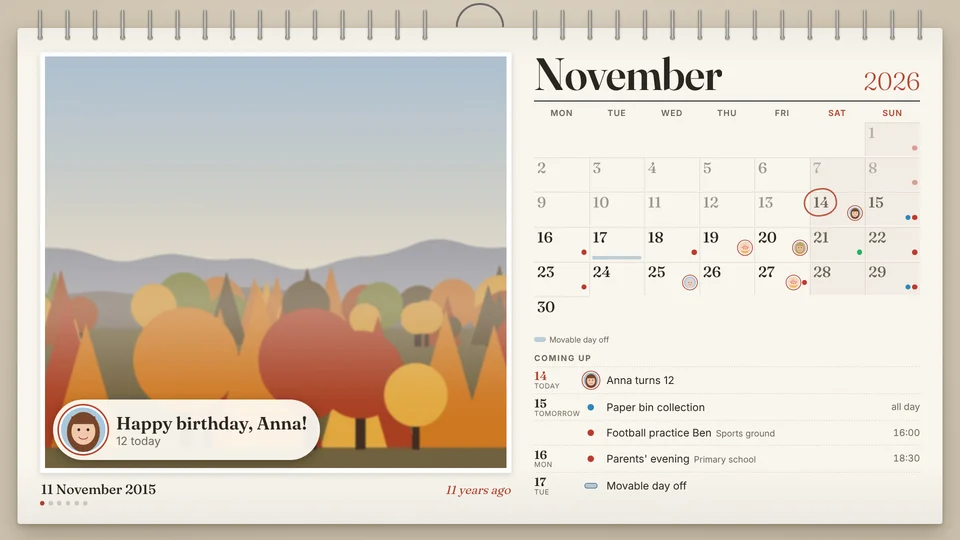 Happy birthday, Anna!
12 today
11 November 2015
11 years ago
November 2026
MON TUE WED THU FRI SAT SUN
1
2 3 4 5 6 7 8
9 10 11 12 13 14 15
16 17 18 19 20 21 22
23 24 25 26 27 28 29
30
Movable day off
COMING UP
14 TODAY Anna turns 12
15 TOMORROW Paper bin collection all day
Football practice Ben Sports ground 16:00
16 MON Parents' evening Primary school 18:30
17 TUE Movable day off